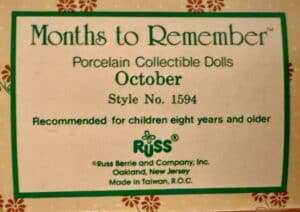 Months to Remember™
Porcelain Collectible Dolls
October
Style No. 1594
Recommended for children eight years and older
RUSS®
©Russ Berrie and Company, Inc.
Oakland, New Jersey
Made in Taiwan, R.O.C.